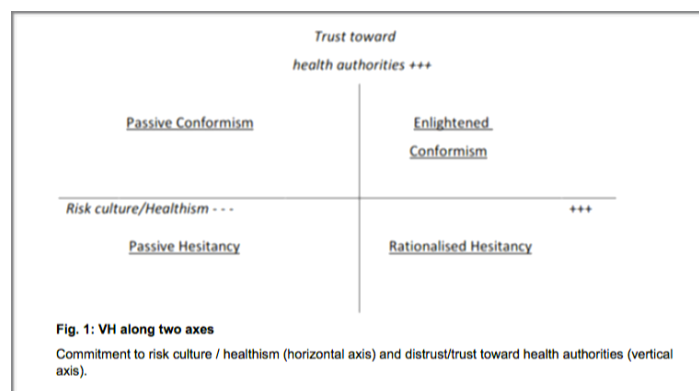 Trust toward
health authorities +++
Passive Conformism
Enlightened
Conformism
Risk culture/Healthism - - -
+++
Passive Hesitancy
Rationalised Hesitancy
Fig. 1: VH along two axes
Commitment to risk culture / healthism (horizontal axis) and distrust/trust toward health authorities (vertical
axis).